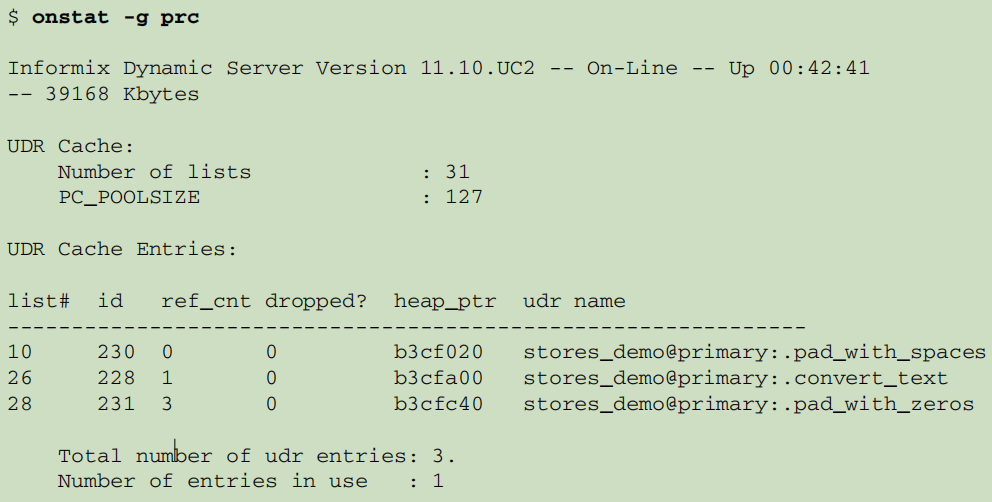 $ onstat -g prc
Informix Dynamic Server Version 11.10.UC2 -- On-Line -- Up 00:42:41
-- 39168 Kbytes
UDR Cache:
Number of lists : 31
PC_POOLSIZE : 127
UDR Cache Entries:
list# id ref_cnt dropped? heap_ptr udr name
--------------------------------------------------------------
10 230 0 0 b3cf020 stores_demo@primary:.pad_with_spaces
26 228 1 0 b3cfa00 stores_demo@primary:.convert_text
28 231 3 0 b3cfc40 stores_demo@primary:.pad_with_zeros
Total number of udr entries: 3.
Number of entries in use : 1